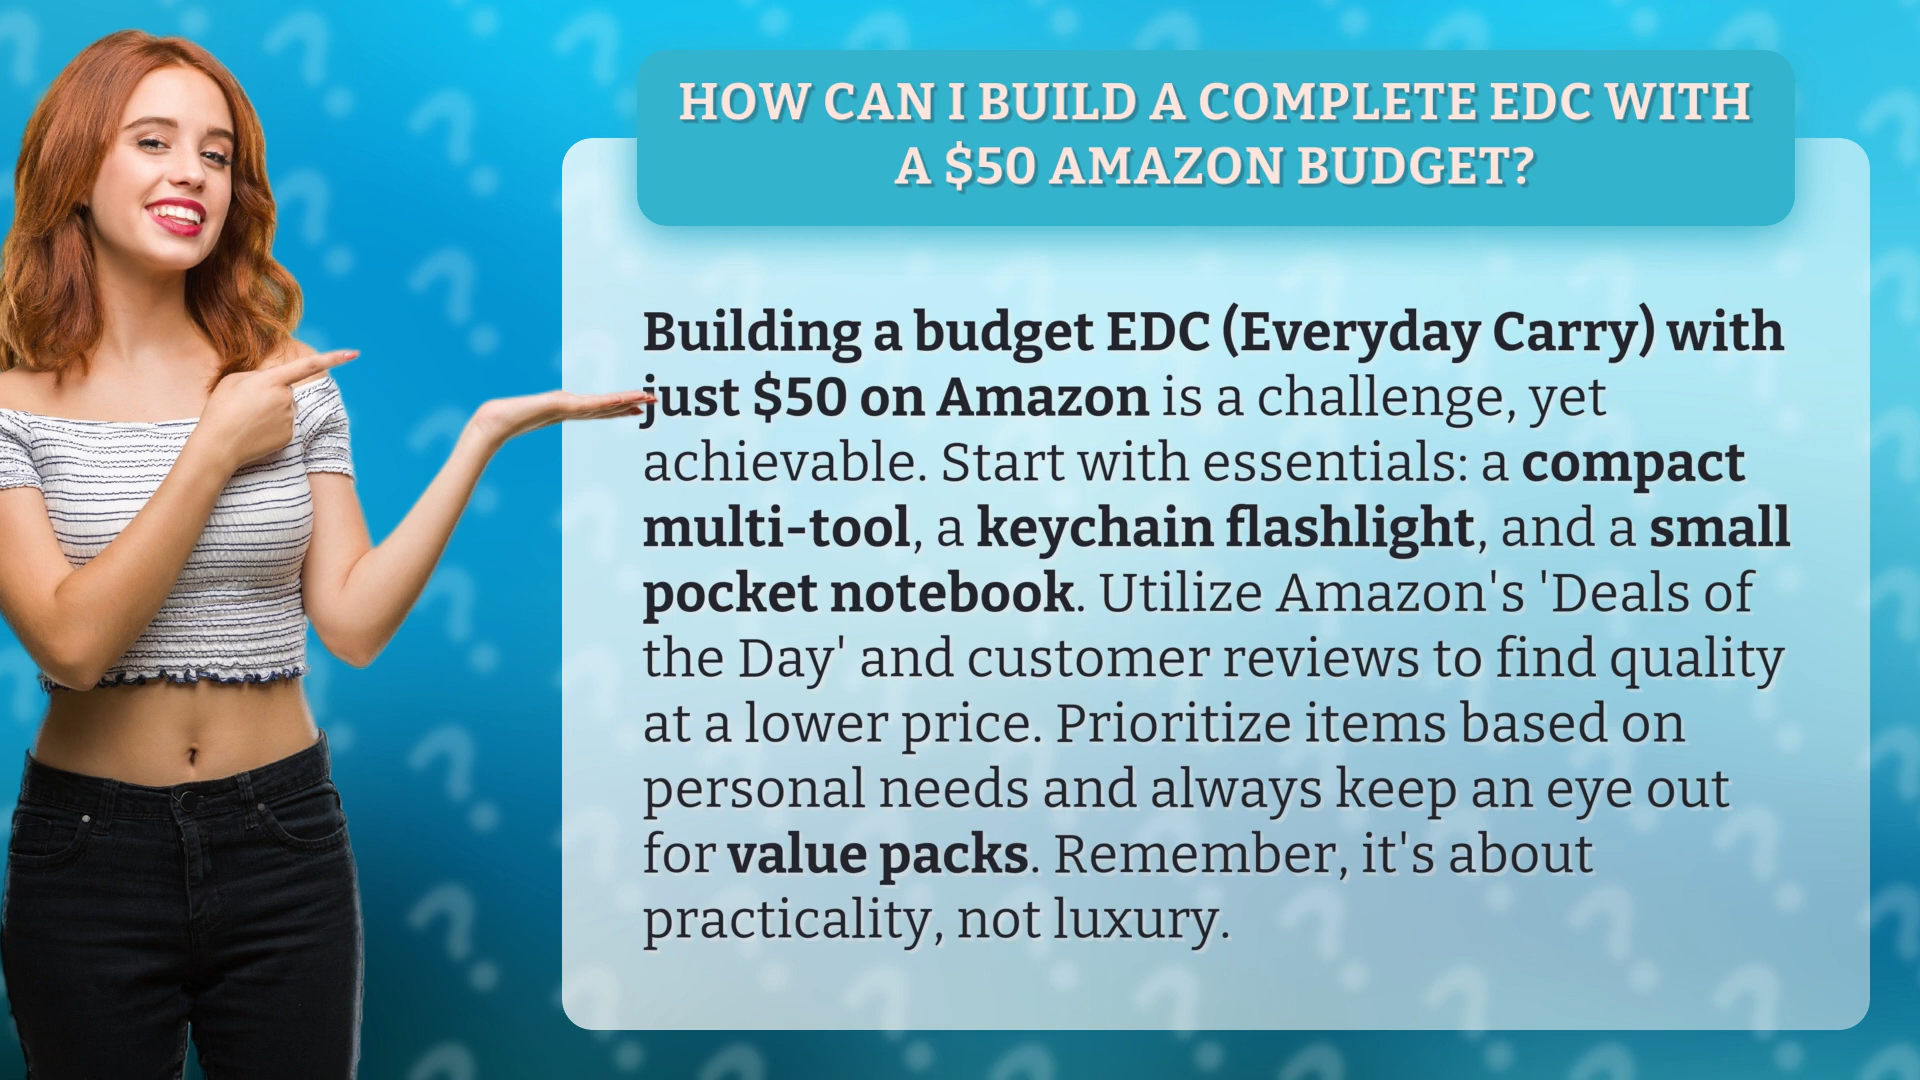 HOW CAN I BUILD A COMPLETE EDC WITH
A $50 AMAZON BUDGET?
Building a budget EDC (Everyday Carry) with
just $50 on Amazon is a challenge, yet
achievable. Start with essentials: a compact
multi-tool, a keychain flashlight, and a small
pocket notebook. Utilize Amazon's 'Deals of
the Day' and customer reviews to find quality
at a lower price. Prioritize items based on
personal needs and always keep an eye out
for value packs. Remember, it's about
practicality, not luxury.